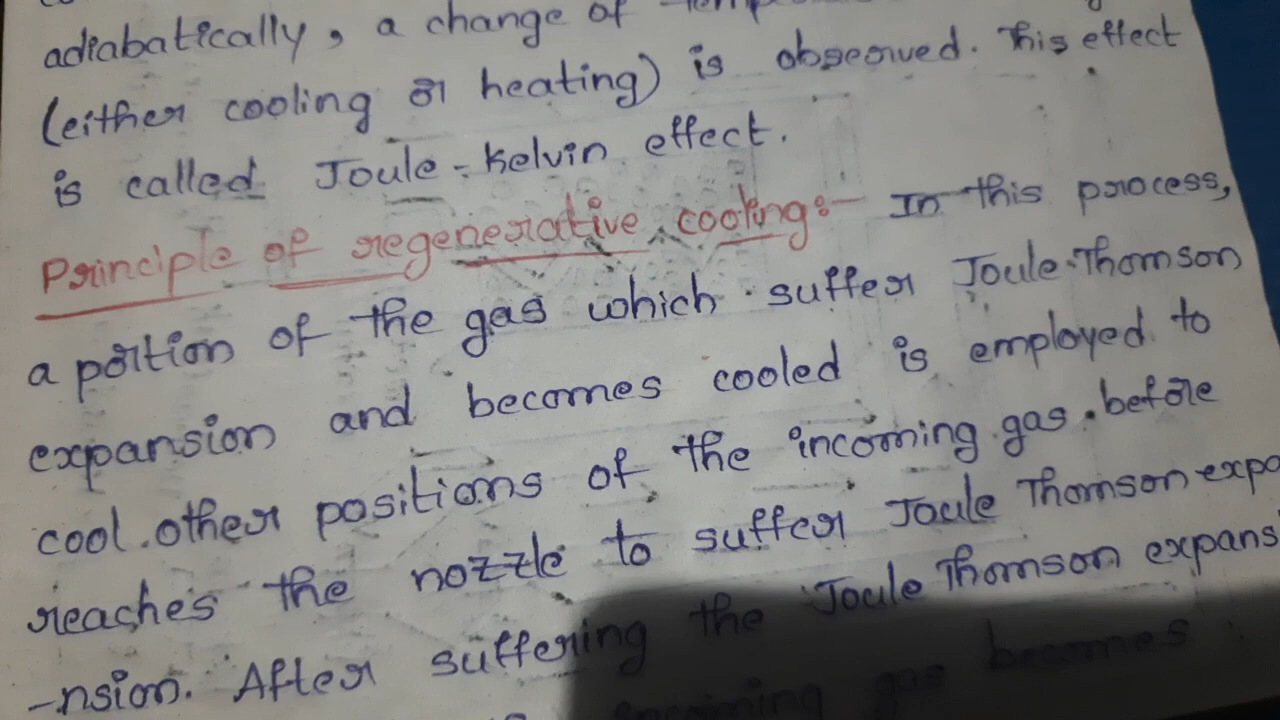 adiabatically, a change of
(either cooling or heating) is observed. This effect
is called Joule-Kelvin effect.
Principle of regenerative cooling:- In this process,
a portion of the gas which suffer Joule-Thomson
expansion and becomes cooled is employed to
cool other positions of the incoming gas before
reaches the nozzle to suffer Joule Thomson expa
-nsion. After suffering the Joule Thomson expans
incoming gas becomes